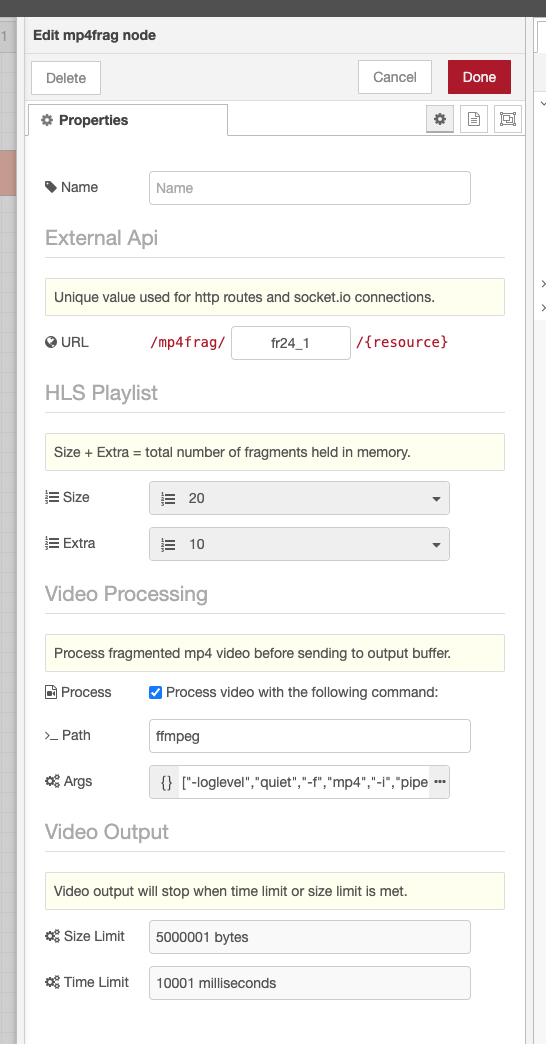 1
Edit mp4frag node
Delete
Cancel
Done
Properties
Name
Name
External Api
Unique value used for http routes and socket.io connections.
URL
/mp4frag/
fr24_1
/{resource}
HLS Playlist
Size + Extra = total number of fragments held in memory.
Size
20
Extra
10
Video Processing
Process fragmented mp4 video before sending to output buffer.
Process
Process video with the following command:
Path
ffmpeg
Args
{} ["-loglevel","quiet","-f","mp4","-i","pipe
Video Output
Video output will stop when time limit or size limit is met.
Size Limit
5000001 bytes
Time Limit
10001 milliseconds